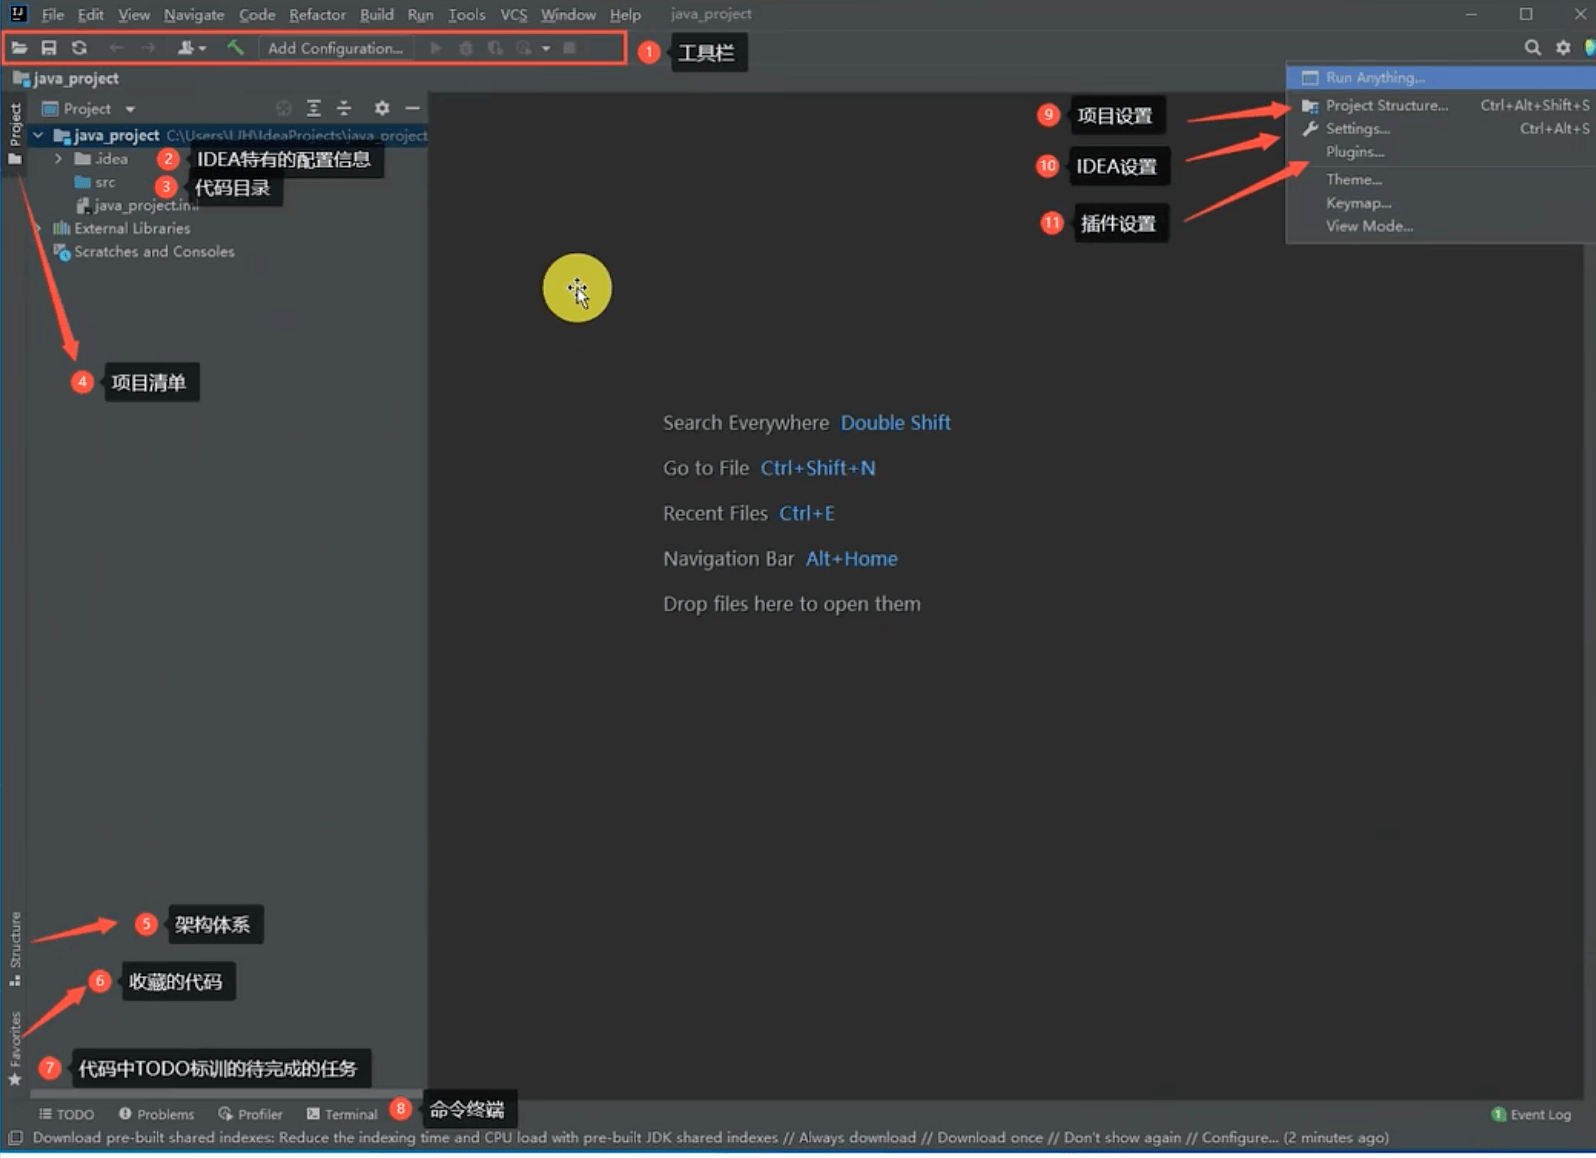 File Edit View Navigate Code Refactor Build Run Tools VCS Window Help java_project
Add Configuration...
1 工具栏
java_project
Project
Project
java_project C:\Users\LJH\IdeaProjects\java_project
.idea
2 IDEA特有的配置信息
src
3 代码目录
java_project.iml
External Libraries
Scratches and Consoles
4 项目清单
Run Anything...
9 项目设置
Project Structure... Ctrl+Alt+Shift+S
10 IDEA设置
Settings... Ctrl+Alt+S
11 插件设置
Plugins...
Theme...
Keymap...
View Mode...
Search Everywhere Double Shift
Go to File Ctrl+Shift+N
Recent Files Ctrl+E
Navigation Bar Alt+Home
Drop files here to open them
Structure
5 架构体系
6 收藏的代码
Favorites
7 代码中TODO标训的待完成的任务
TODO Problems Profiler Terminal
8 命令终端
1 Event Log
Download pre-built shared indexes: Reduce the indexing time and CPU load with pre-built JDK shared indexes // Always download // Download once // Don't show again // Configure... (2 minutes ago)